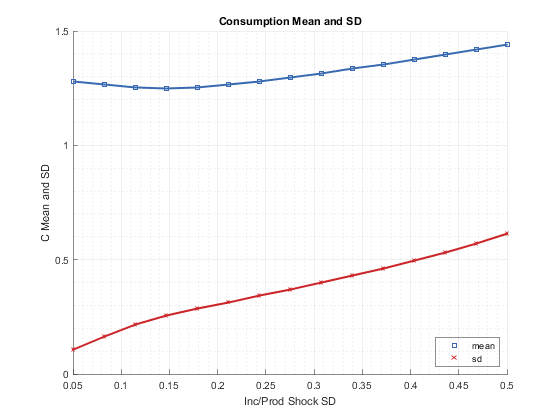 Consumption Mean and SD
1.5
1
0.5
0
C Mean and SD
0.05 0.1 0.15 0.2 0.25 0.3 0.35 0.4 0.45 0.5
Inc/Prod Shock SD
mean
sd